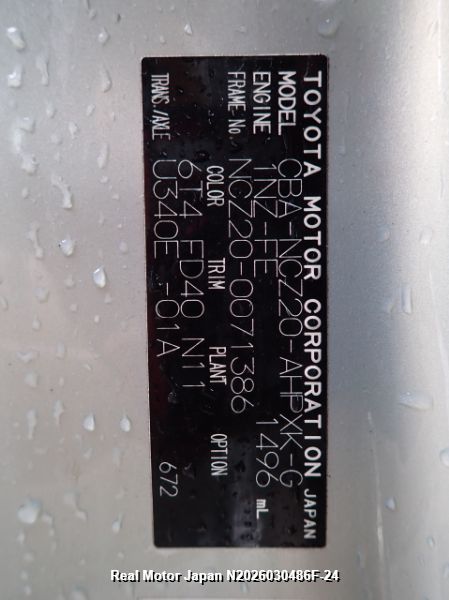 TOYOTA MOTOR CORPORATION JAPAN
MODEL CBA-NCZ20-AHPXK-G
ENGINE 1NZ-FE 1496 mL
FRAME No. NCZ20-0071386
COLOR TRIM PLANT OPTION
6T4 FD40 N11 672
TRANS./AXLE U340E -01A
Real Motor Japan N2026030486F-24